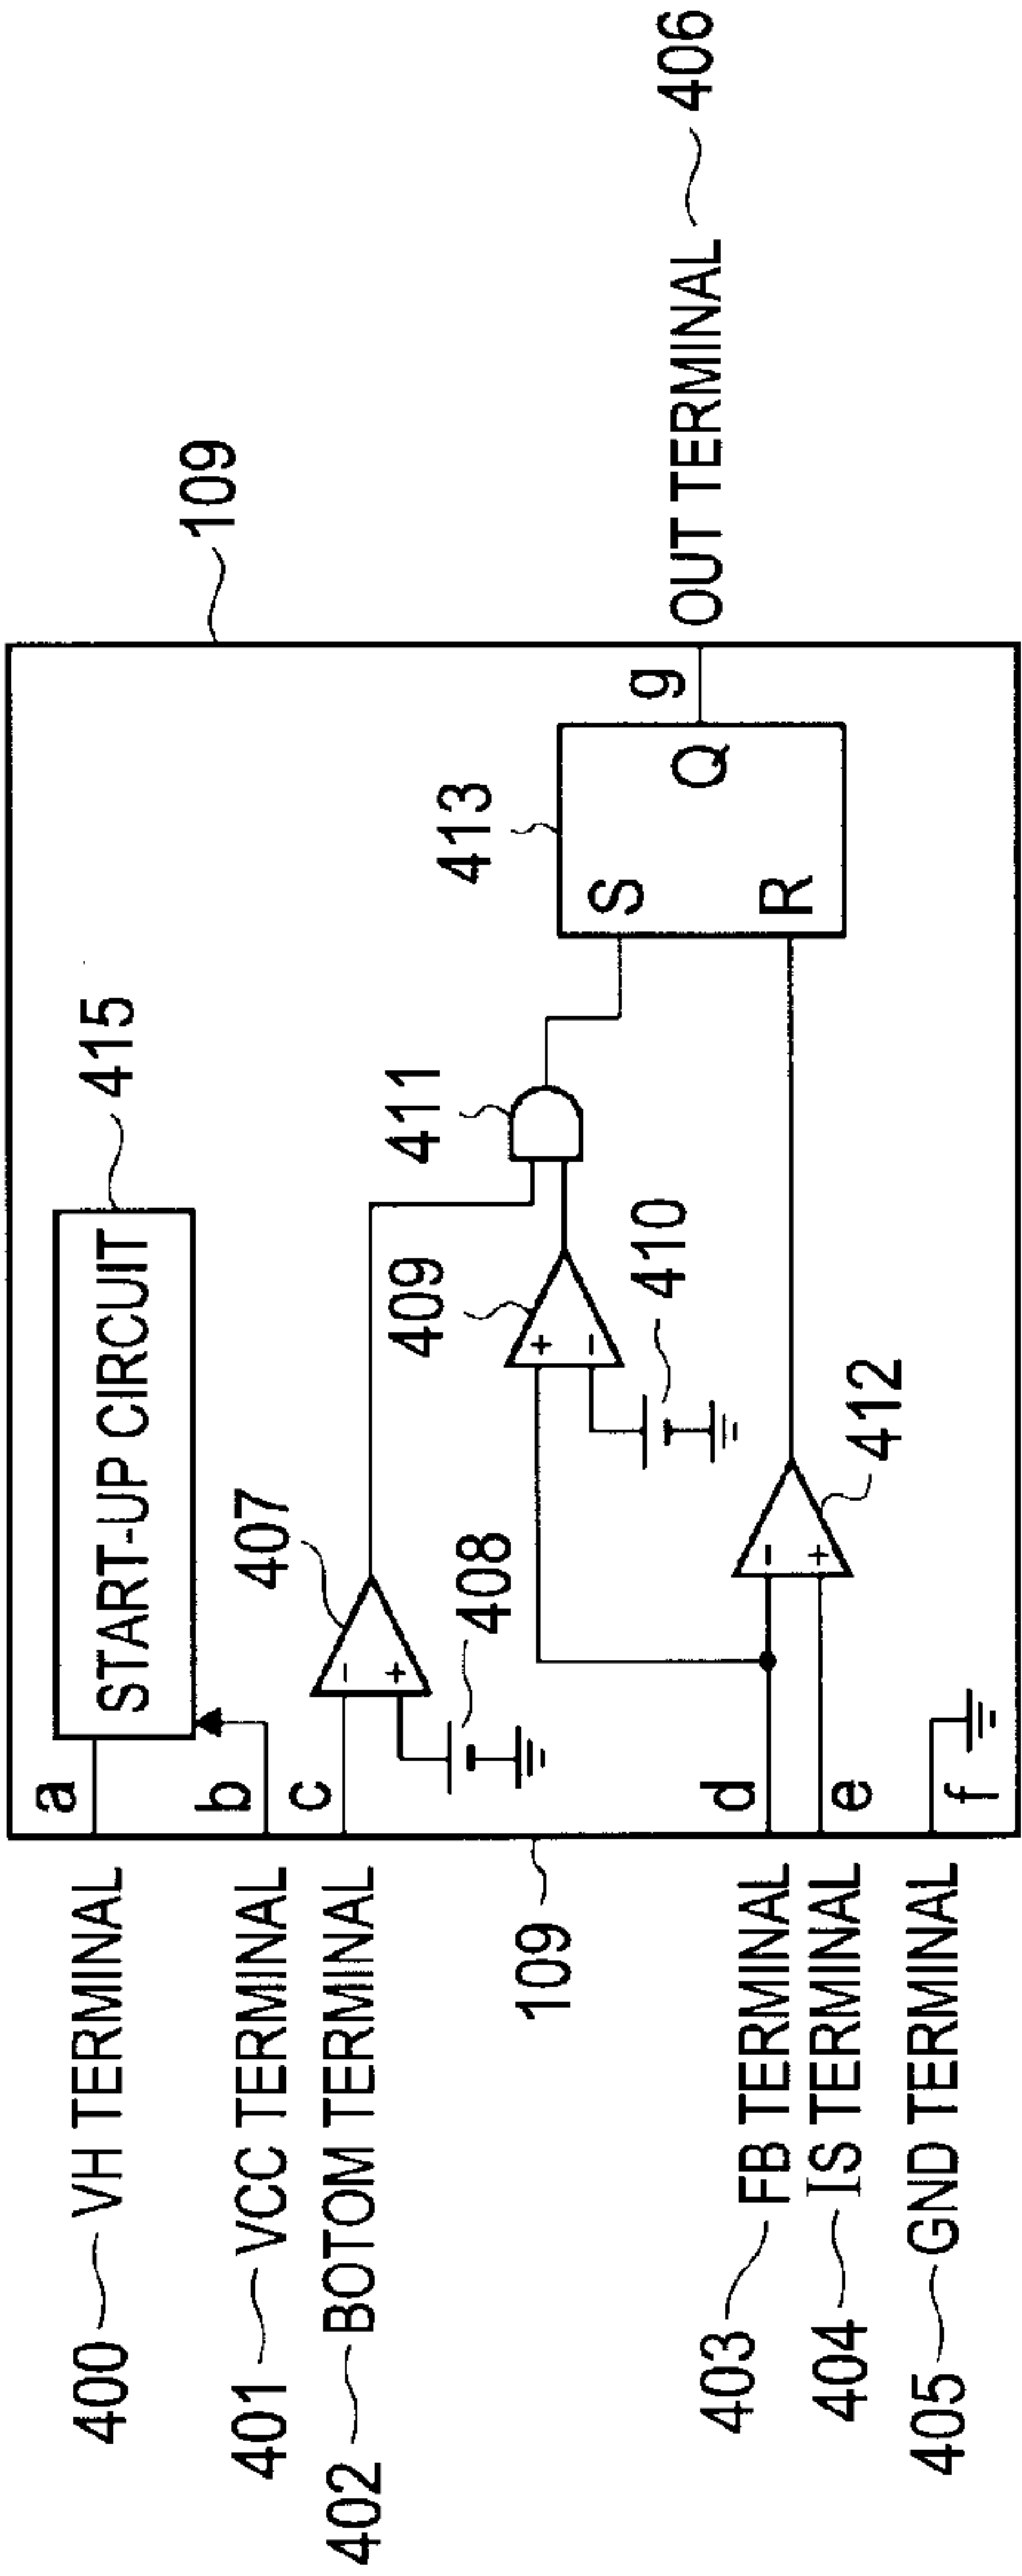 109
415
START-UP CIRCUIT
400 VH TERMINAL
a
401 VCC TERMINAL
b
402 BOTTOM TERMINAL
c
407
-
+
408
411
409
+
-
410
413
S
R
Q
g
OUT TERMINAL 406
109
403 FB TERMINAL
d
404 IS TERMINAL
e
-
+
412
405 GND TERMINAL
f